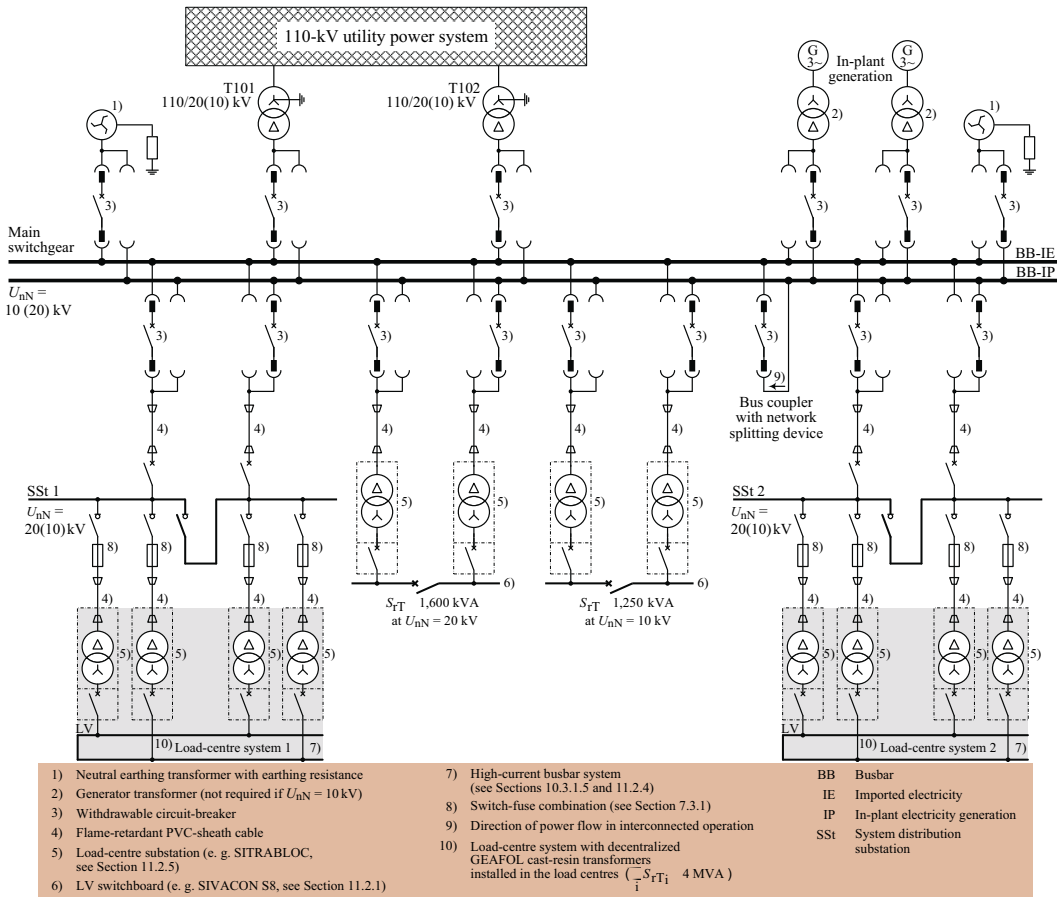 110-kV utility power system
G
3~
In-plant
generation
G
3~
T101
110/20(10) kV
T102
110/20(10) kV
1)
2)
2)
1)
3)
3)
3)
3)
3)
3)
Main
switchgear
BB-IE
BB-IP
UnN =
10 (20) kV
3)
3)
3)
3)
3)
3)
3)
3)
3)
9)
Bus coupler
with network
splitting device
4)
4)
4)
4)
4)
4)
4)
4)
SSt 1
UnN =
20(10) kV
5)
5)
5)
5)
SSt 2
UnN =
20(10) kV
8)
8)
8)
8)
8)
8)
8)
8)
6)
6)
SrT 1,600 kVA
at UnN = 20 kV
SrT 1,250 kVA
at UnN = 10 kV
4)
4)
4)
4)
4)
4)
4)
4)
5)
5)
5)
5)
5)
5)
5)
5)
LV
10) Load-centre system 1 7)
LV
10) Load-centre system 2 7)
1) Neutral earthing transformer with earthing resistance
2) Generator transformer (not required if UnN = 10 kV)
3) Withdrawable circuit-breaker
4) Flame-retardant PVC-sheath cable
5) Load-centre substation (e. g. SITRABLOC,
see Section 11.2.5)
6) LV switchboard (e. g. SIVACON S8, see Section 11.2.1)
7) High-current busbar system
(see Sections 10.3.1.5 and 11.2.4)
8) Switch-fuse combination (see Section 7.3.1)
9) Direction of power flow in interconnected operation
10) Load-centre system with decentralized
GEAFOL cast-resin transformers
installed in the load centres ( SrTi 4 MVA )
i
BB Busbar
IE Imported electricity
IP In-plant electricity generation
SSt System distribution
substation